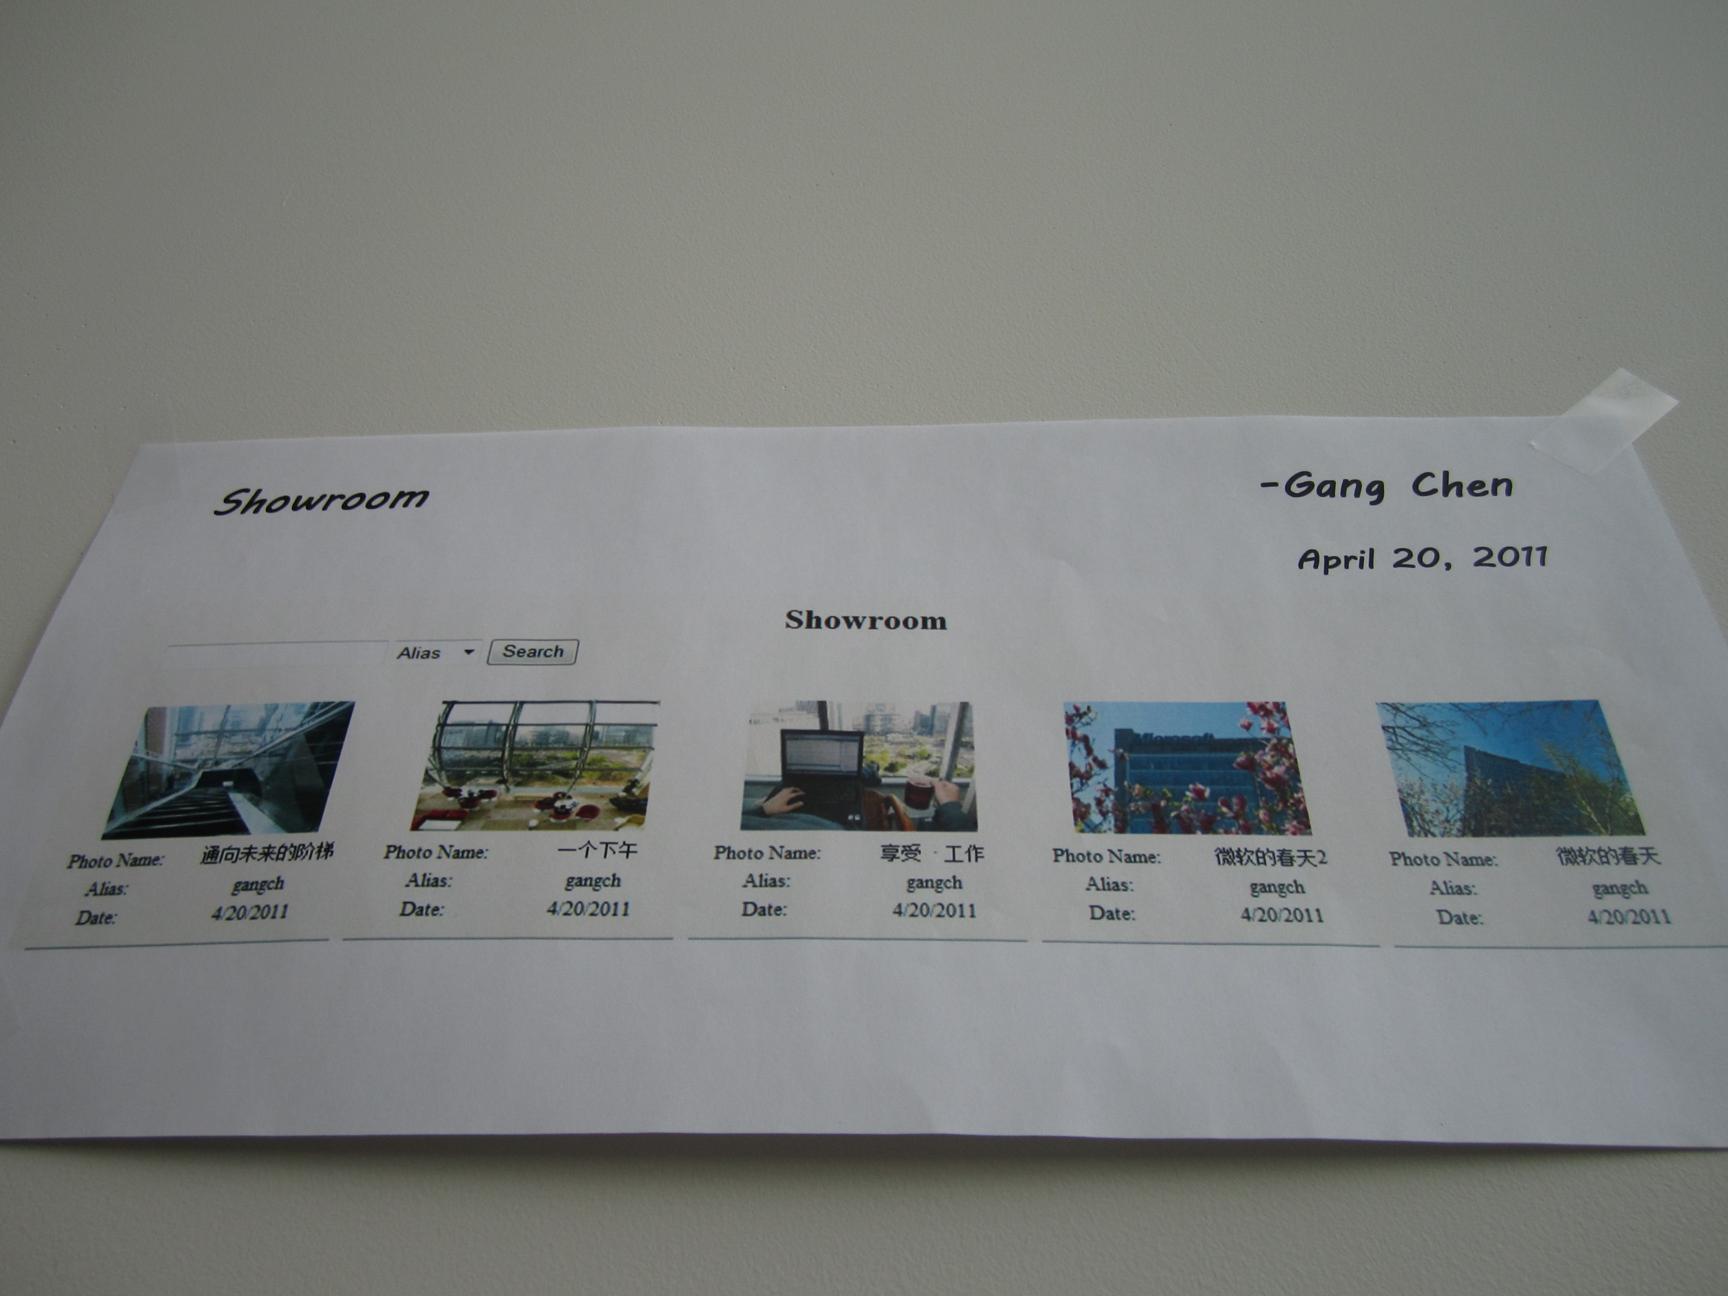 Showroom
-Gang Chen
April 20, 2011
Showroom
Alias Search
Microsoft
Photo Name: 通向未来的阶梯
Alias: gangch
Date: 4/20/2011
Photo Name: 一个下午
Alias: gangch
Date: 4/20/2011
Photo Name: 享受 · 工作
Alias: gangch
Date: 4/20/2011
Photo Name: 微软的春天2
Alias: gangch
Date: 4/20/2011
Photo Name: 微软的春天
Alias: gangch
Date: 4/20/2011